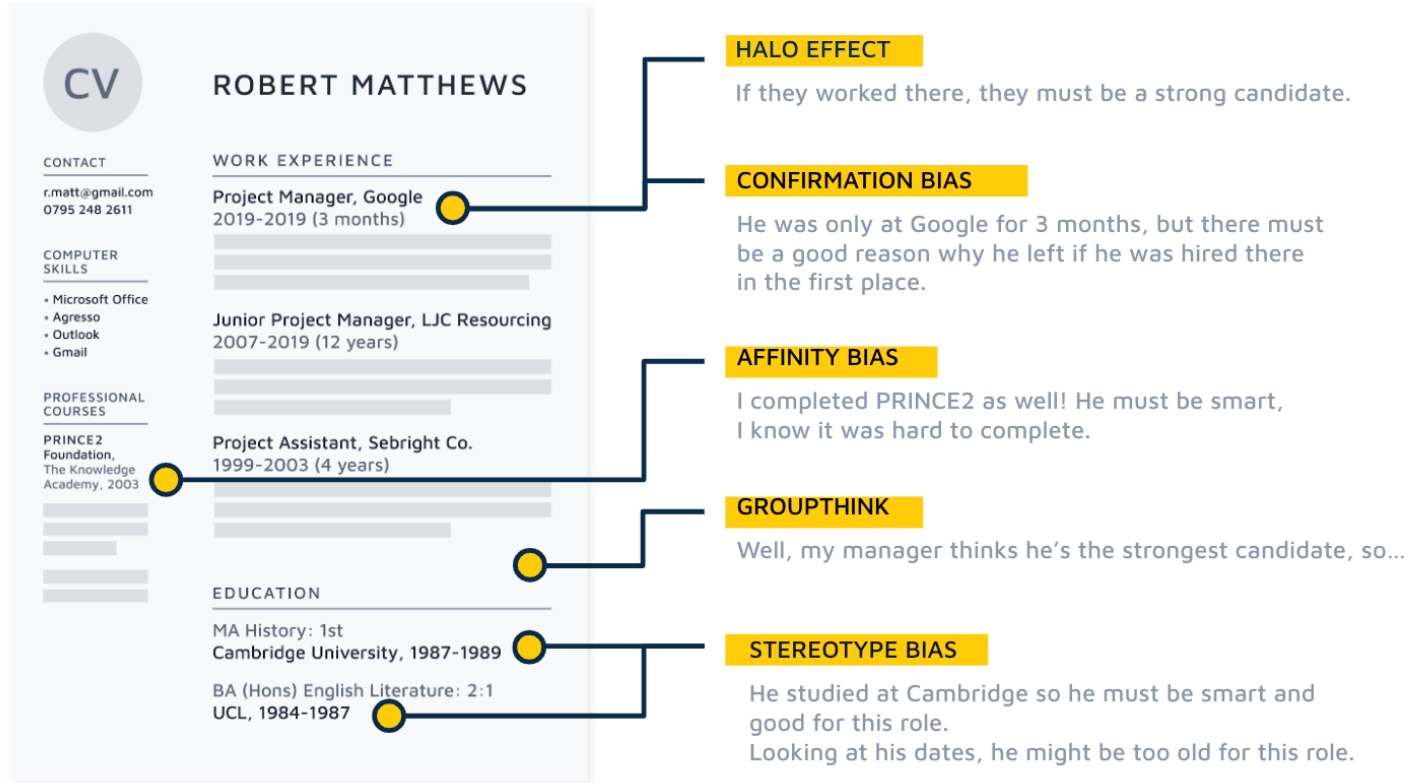 CV
ROBERT MATTHEWS
CONTACT
r.matt@gmail.com
0795 248 2611
COMPUTER
SKILLS
• Microsoft Office
• Agresso
• Outlook
• Gmail
PROFESSIONAL
COURSES
PRINCE2
Foundation,
The Knowledge
Academy, 2003
WORK EXPERIENCE
Project Manager, Google
2019-2019 (3 months)
Junior Project Manager, LJC Resourcing
2007-2019 (12 years)
Project Assistant, Sebright Co.
1999-2003 (4 years)
EDUCATION
MA History: 1st
Cambridge University, 1987-1989
BA (Hons) English Literature: 2:1
UCL, 1984-1987
HALO EFFECT
If they worked there, they must be a strong candidate.
CONFIRMATION BIAS
He was only at Google for 3 months, but there must
be a good reason why he left if he was hired there
in the first place.
AFFINITY BIAS
I completed PRINCE2 as well! He must be smart,
I know it was hard to complete.
GROUPTHINK
Well, my manager thinks he's the strongest candidate, so...
STEREOTYPE BIAS
He studied at Cambridge so he must be smart and
good for this role.
Looking at his dates, he might be too old for this role.